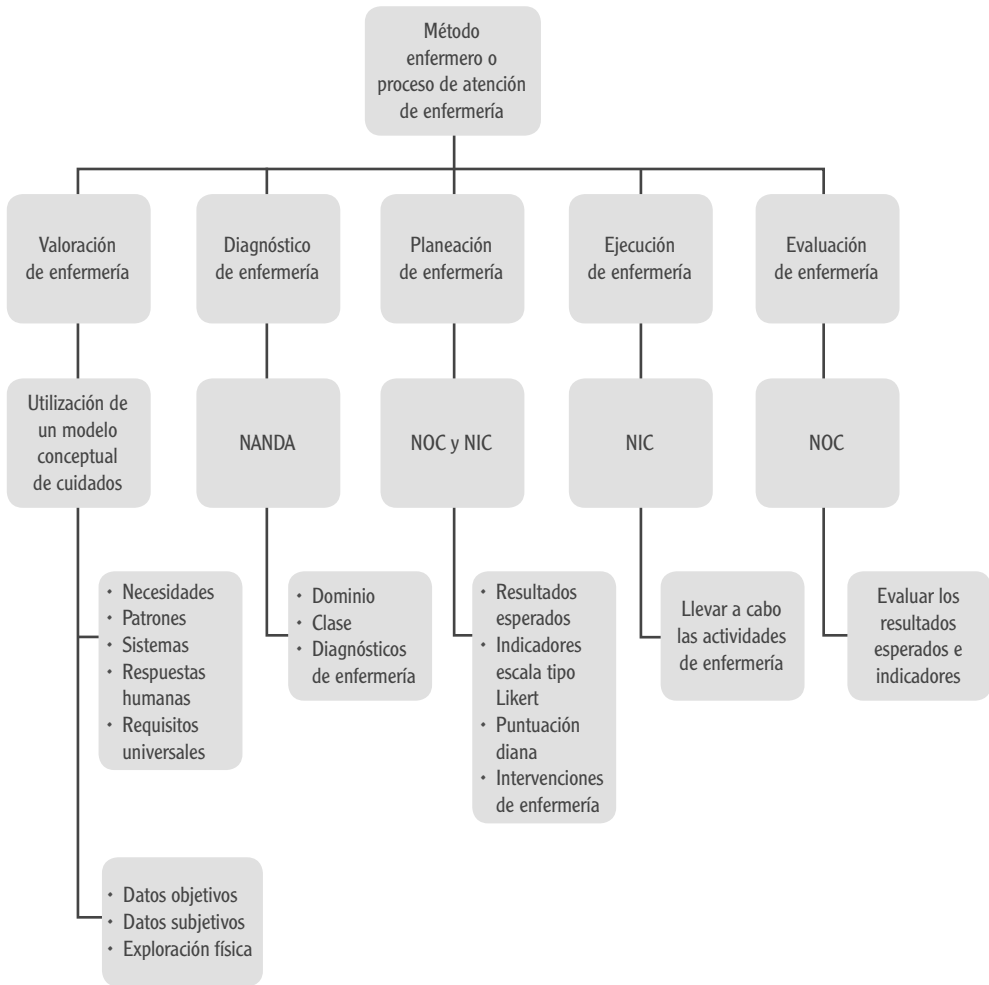 Método
enfermero o
proceso de atención
de enfermería
Valoración
de enfermería
Diagnóstico
de enfermería
Planeación
de enfermería
Ejecución
de enfermería
Evaluación
de enfermería
Utilización de
un modelo
conceptual
de cuidados
NANDA
NOC y NIC
NIC
NOC
• Necesidades
• Patrones
• Sistemas
• Respuestas
humanas
• Requisitos
universales
• Dominio
• Clase
• Diagnósticos
de enfermería
• Resultados
esperados
• Indicadores
escala tipo
Likert
• Puntuación
diana
• Intervenciones
de enfermería
Llevar a cabo
las actividades
de enfermería
Evaluar los
resultados
esperados e
indicadores
• Datos objetivos
• Datos subjetivos
• Exploración física